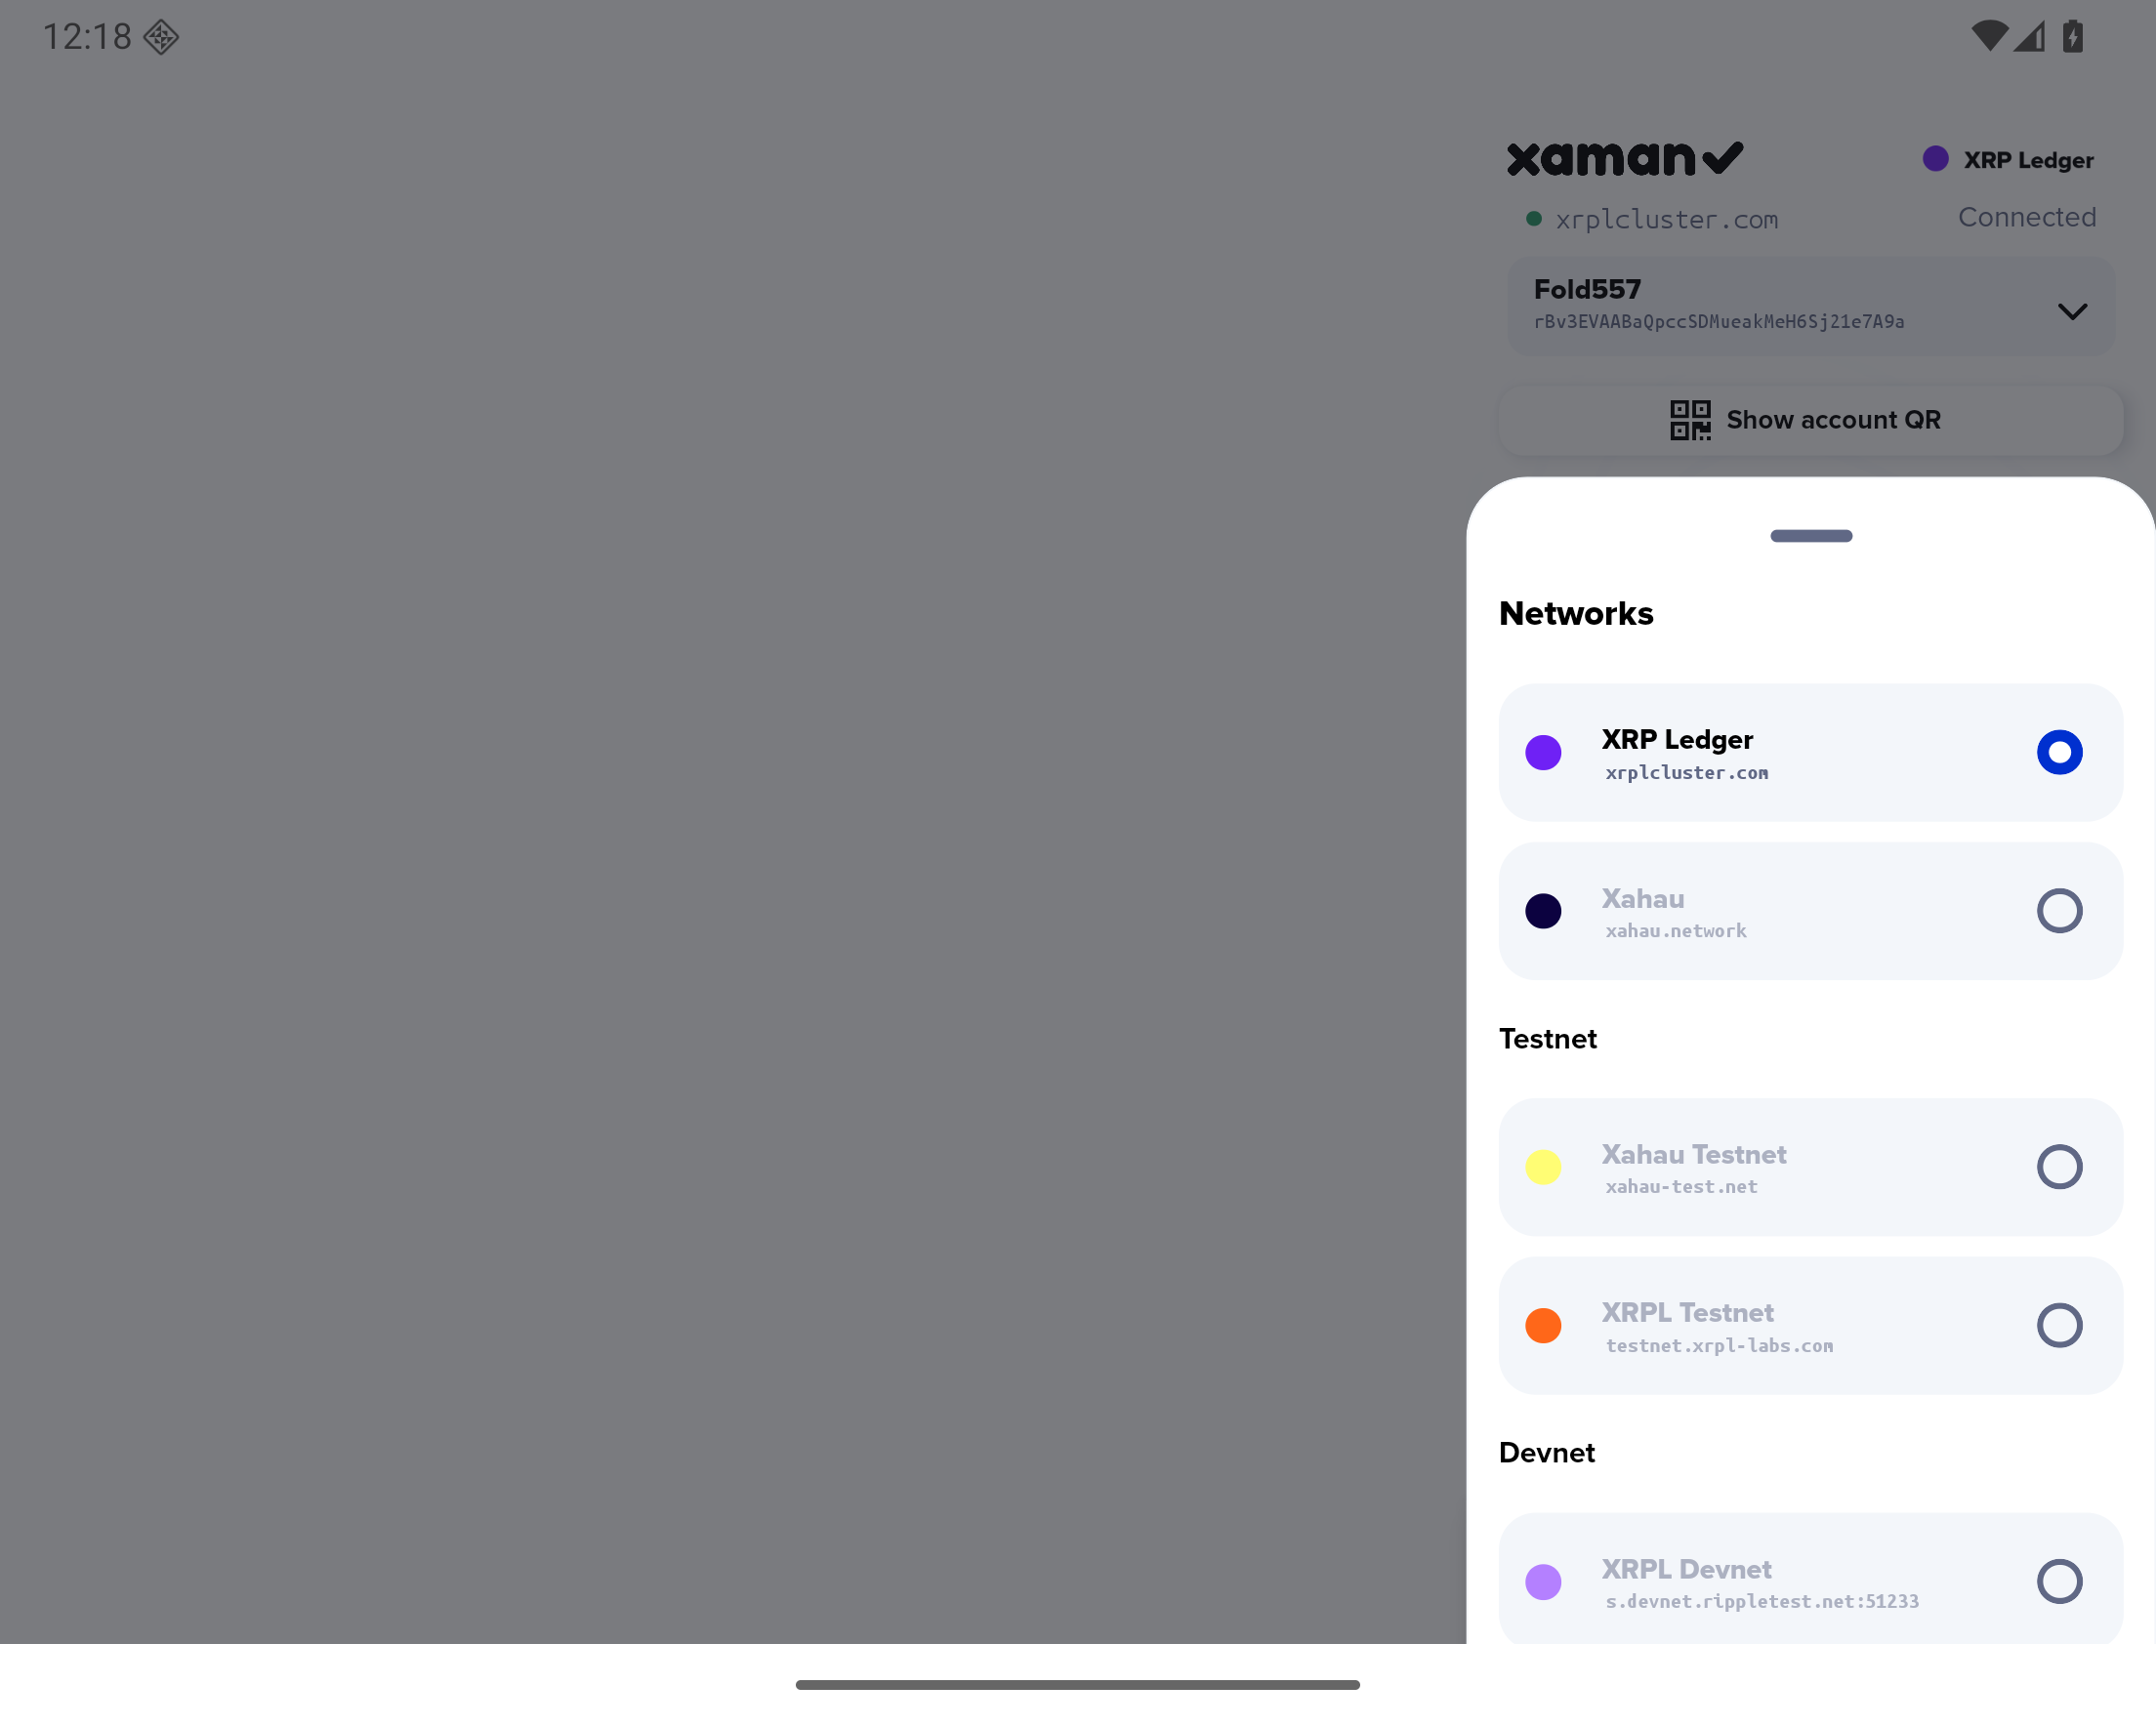 12:18
xaman
XRP Ledger
xrplcluster.com
Connected
Fold557
rBv3EVAABaQpccSDMueakMeH6Sj21e7A9a
Show account QR
Networks
XRP Ledger
xrplcluster.com
Xahau
xahau.network
Testnet
Xahau Testnet
xahau-test.net
XRPL Testnet
testnet.xrpl-labs.com
Devnet
XRPL Devnet
s.devnet.rippletest.net:51233